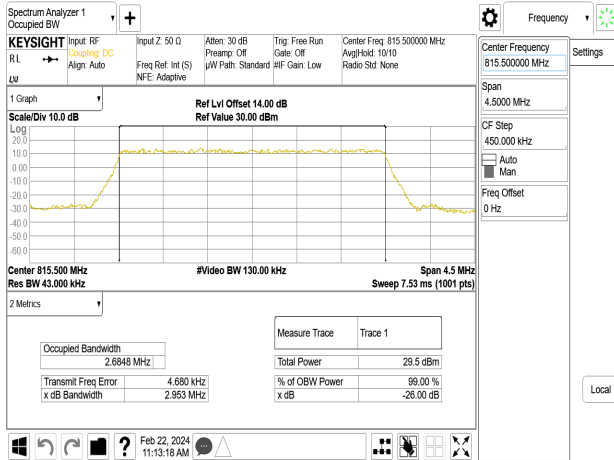 Spectrum Analyzer 1
Occupied BW
Frequency
KEYSIGHT
RL
Input: RF
Coupling: DC
Align: Auto
Input Z: 50 Ω
Freq Ref: Int (S)
NFE: Adaptive
Atten: 30 dB
Preamp: Off
µW Path: Standard
Trig: Free Run
Gate: Off
#IF Gain: Low
Center Freq: 815.500000 MHz
Avg|Hold: 10/10
Radio Std: None
1 Graph
Scale/Div 10.0 dB
Ref Lvl Offset 14.00 dB
Ref Value 30.00 dBm
Log
20.0
10.0
0.00
-10.0
-20.0
-30.0
-40.0
-50.0
-60.0
Center 815.500 MHz
#Video BW 130.00 kHz
Span 4.5 MHz
Res BW 43.000 kHz
Sweep 7.53 ms (1001 pts)
2 Metrics
Occupied Bandwidth
2.6848 MHz
Transmit Freq Error 4.680 kHz
x dB Bandwidth 2.953 MHz
Measure Trace Trace 1
Total Power 29.5 dBm
% of OBW Power 99.00 %
x dB -26.00 dB
Center Frequency
815.500000 MHz
Settings
Span
4.5000 MHz
CF Step
450.000 kHz
Auto
Man
Freq Offset
0 Hz
Local
?
Feb 22, 2024
11:13:18 AM